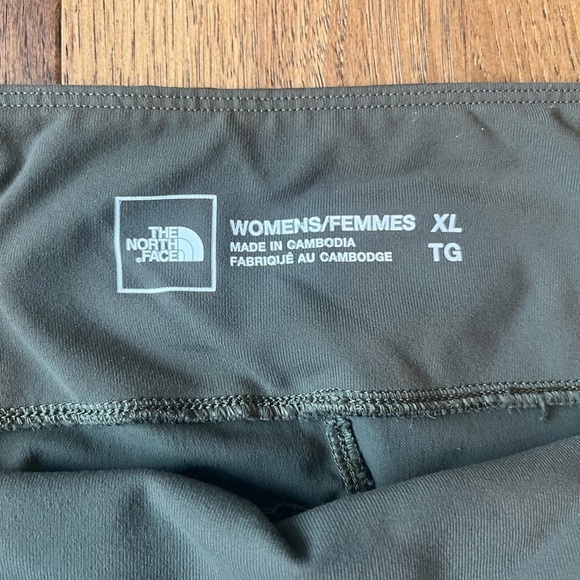 THE
NORTH
FACE
WOMENS/FEMMES XL
MADE IN CAMBODIA
FABRIQUÉ AU CAMBODGE TG